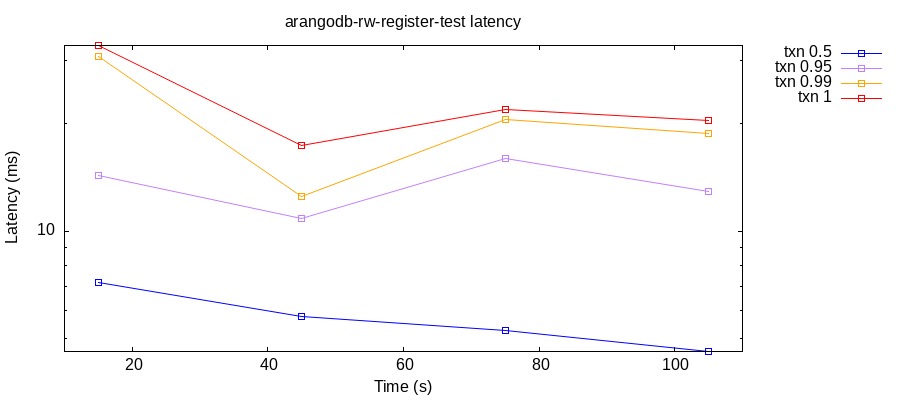 arangodb-rw-register-test latency
txn 0.5
txn 0.95
txn 0.99
txn 1
Latency (ms)
10
20 40 60 80 100
Time (s)